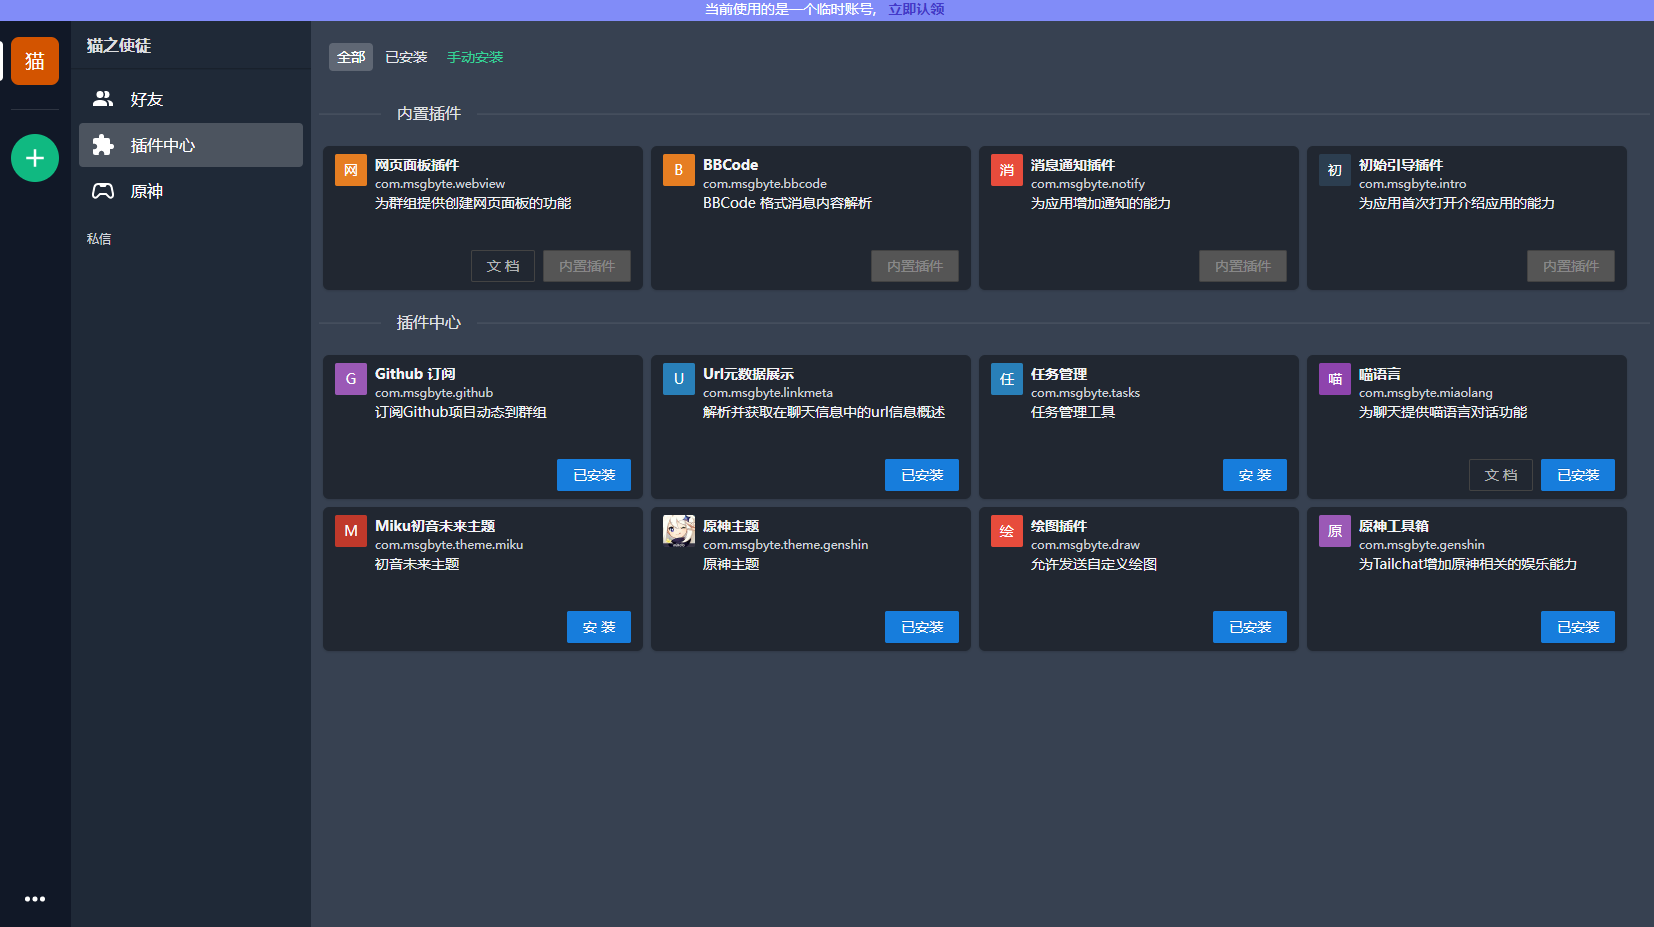 当前使用的是一个临时账号, 立即认领
猫
猫之使徒
好友
插件中心
原神
私信
全部 已安装 手动安装
内置插件
网
网页面板插件
com.msgbyte.webview
为群组提供创建网页面板的功能
文 档 内置插件
B
BBCode
com.msgbyte.bbcode
BBCode 格式消息内容解析
内置插件
消
消息通知插件
com.msgbyte.notify
为应用增加通知的能力
内置插件
初
初始引导插件
com.msgbyte.intro
为应用首次打开介绍应用的能力
内置插件
插件中心
G
Github 订阅
com.msgbyte.github
订阅Github项目动态到群组
已安装
U
Url元数据展示
com.msgbyte.linkmeta
解析并获取在聊天信息中的url信息概述
已安装
任
任务管理
com.msgbyte.tasks
任务管理工具
安 装
喵
喵语言
com.msgbyte.miaolang
为聊天提供喵语言对话功能
文 档 已安装
M
Miku初音未来主题
com.msgbyte.theme.miku
初音未来主题
安 装
原神主题
com.msgbyte.theme.genshin
原神主题
已安装
绘
绘图插件
com.msgbyte.draw
允许发送自定义绘图
已安装
原
原神工具箱
com.msgbyte.genshin
为Tailchat增加原神相关的娱乐能力
已安装